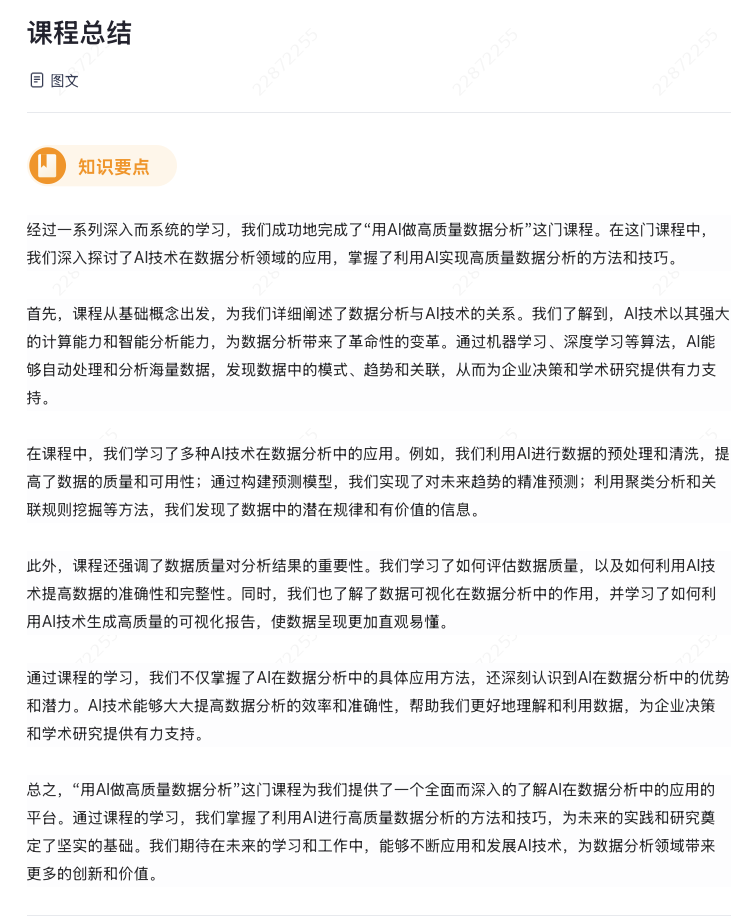 课程总结
图文
知识要点
经过一系列深入而系统的学习，我们成功地完成了“用AI做高质量数据分析”这门课程。在这门课程中，
我们深入探讨了AI技术在数据分析领域的应用，掌握了利用AI实现高质量数据分析的方法和技巧。
首先，课程从基础概念出发，为我们详细阐述了数据分析与AI技术的关系。我们了解到，AI技术以其强大
的计算能力和智能分析能力，为数据分析带来了革命性的变革。通过机器学习、深度学习等算法，AI能
够自动处理和分析海量数据，发现数据中的模式、趋势和关联，从而为企业决策和学术研究提供有力支
持。
在课程中，我们学习了多种AI技术在数据分析中的应用。例如，我们利用AI进行数据的预处理和清洗，提
高了数据的质量和可用性；通过构建预测模型，我们实现了对未来趋势的精准预测；利用聚类分析和关
联规则挖掘等方法，我们发现了数据中的潜在规律和有价值的信息。
此外，课程还强调了数据质量对分析结果的重要性。我们学习了如何评估数据质量，以及如何利用AI技
术提高数据的准确性和完整性。同时，我们也了解了数据可视化在数据分析中的作用，并学习了如何利
用AI技术生成高质量的可视化报告，使数据呈现更加直观易懂。
通过课程的学习，我们不仅掌握了AI在数据分析中的具体应用方法，还深刻认识到AI在数据分析中的优势
和潜力。AI技术能够大大提高数据分析的效率和准确性，帮助我们更好地理解和利用数据，为企业决策
和学术研究提供有力支持。
总之，“用AI做高质量数据分析”这门课程为我们提供了一个全面而深入的了解AI在数据分析中的应用的
平台。通过课程的学习，我们掌握了利用AI进行高质量数据分析的方法和技巧，为未来的实践和研究奠
定了坚实的基础。我们期待在未来的学习和工作中，能够不断应用和发展AI技术，为数据分析领域带来
更多的创新和价值。
22872255
22872255
22872255